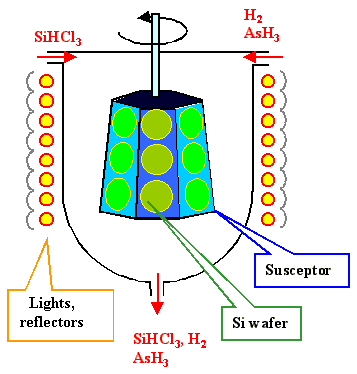 H2
SiHCl3
AsH3
Susceptor
Lights,
reflectors
Si wafer
SiHCl3, H2
AsH3